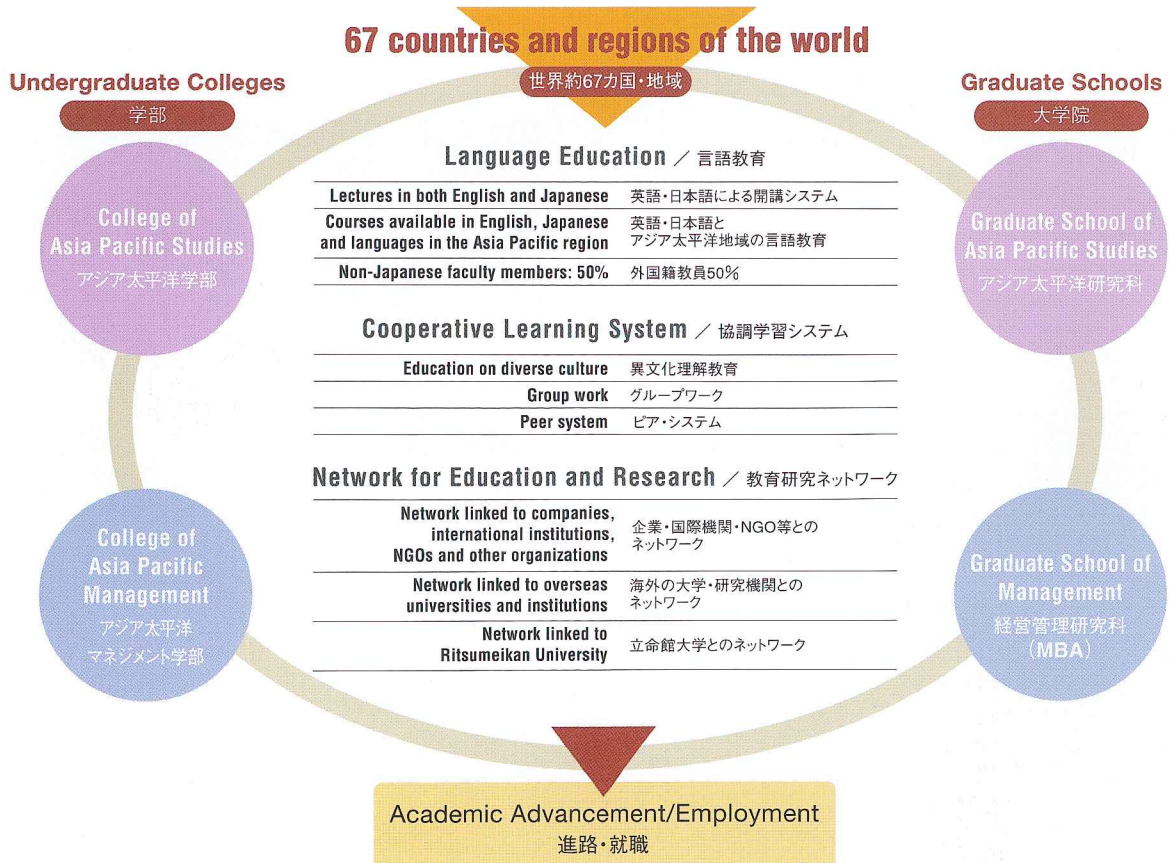 67 countries and regions of the world
世界約67カ国・地域
Undergraduate Colleges
学部
College of
Asia Pacific Studies
アジア太平洋学部
College of
Asia Pacific
Management
アジア太平洋
マネジメント学部
Language Education / 言語教育
Lectures in both English and Japanese 英語・日本語による開講システム
Courses available in English, Japanese
and languages in the Asia Pacific region
英語・日本語と
アジア太平洋地域の言語教育
Non-Japanese faculty members: 50% 外国籍教員50%
Cooperative Learning System / 協調学習システム
Education on diverse culture 異文化理解教育
Group work グループワーク
Peer system ピア・システム
Network for Education and Research / 教育研究ネットワーク
Network linked to companies,
international institutions,
NGOs and other organizations
企業・国際機関・NGO等との
ネットワーク
Network linked to overseas
universities and institutions
海外の大学・研究機関との
ネットワーク
Network linked to
Ritsumeikan University
立命館大学とのネットワーク
Graduate Schools
大学院
Graduate School of
Asia Pacific Studies
アジア太平洋研究科
Graduate School of
Management
経営管理研究科
(MBA)
Academic Advancement/Employment
進路・就職